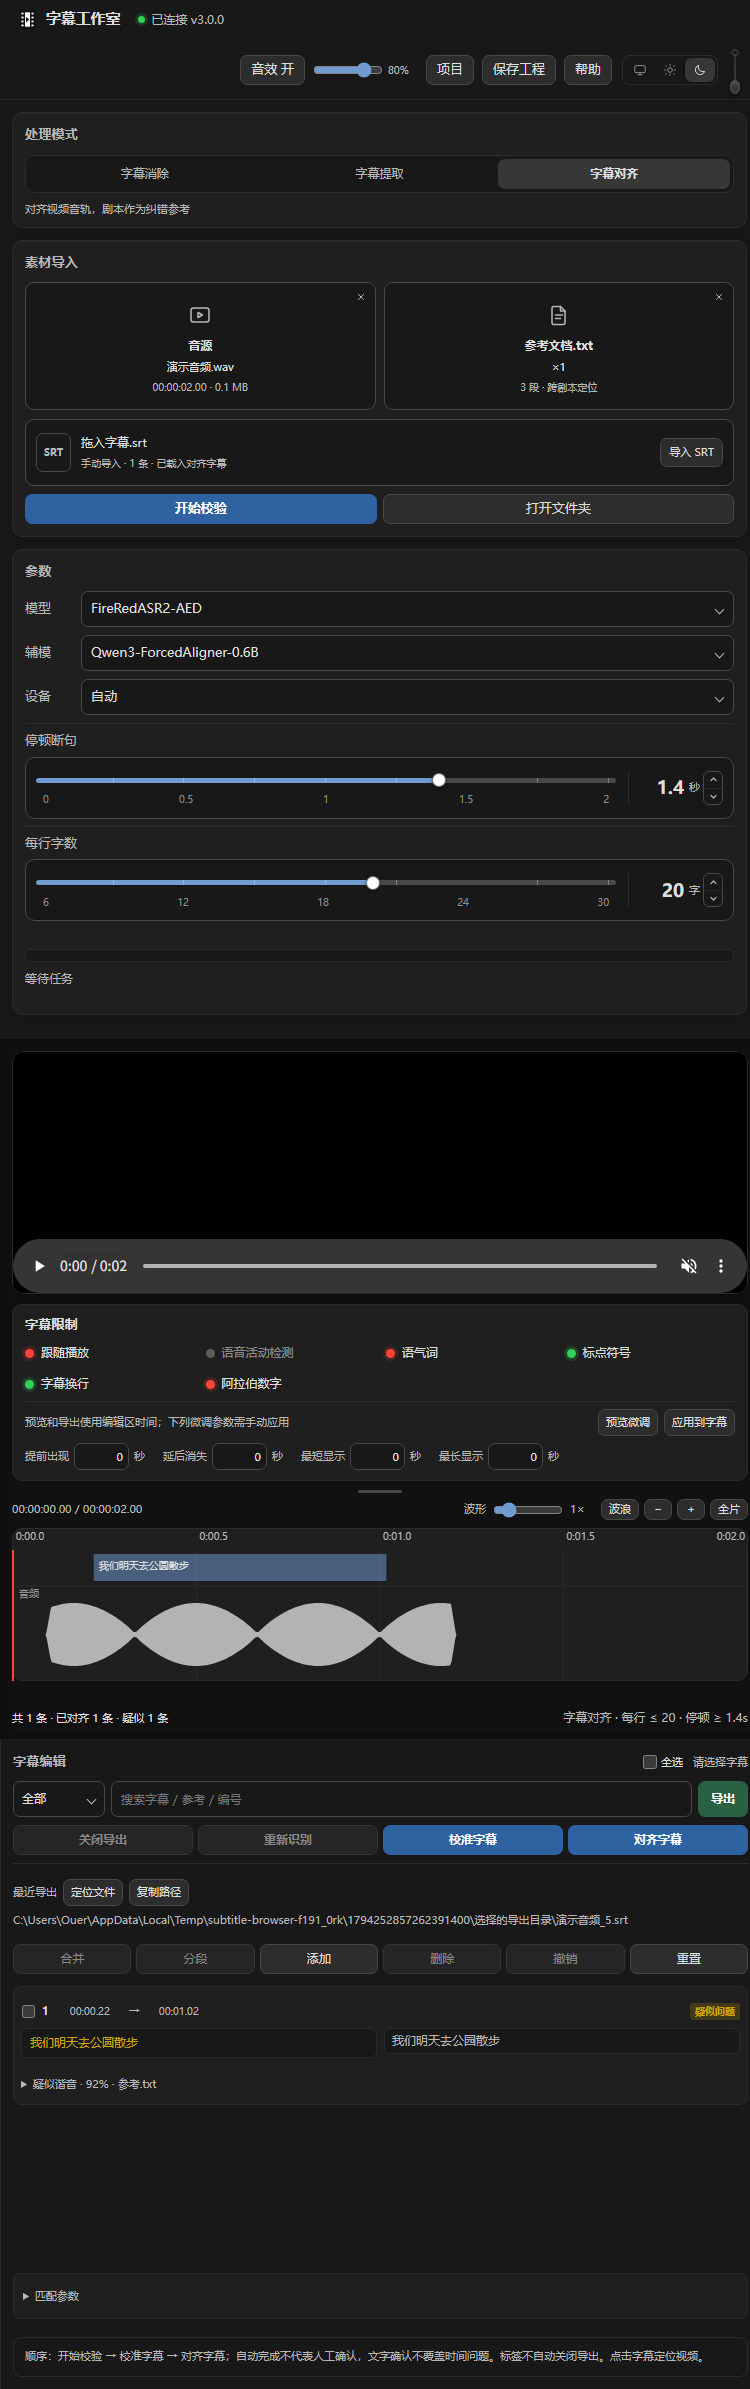 字幕工作室 已连接 v3.0.0
音效 开 80% 项目 保存工程 帮助
处理模式
字幕消除 字幕提取 字幕对齐
对齐视频音轨，剧本作为纠错参考
素材导入
× ×
音源 参考文档.txt
演示音频.wav ×1
00:00:02.00 · 0.1 MB 3 段 · 跨剧本定位
SRT 拖入字幕.srt 导入 SRT
手动导入 · 1 条 · 已载入对齐字幕
开始校验 打开文件夹
参数
模型 FireRedASR2-AED
辅模 Qwen3-ForcedAligner-0.6B
设备 自动
停顿断句
1.4 秒
0 0.5 1 1.5 2
每行字数
20 字
6 12 18 24 30
等待任务
0:00 / 0:02
字幕限制
跟随播放 语音活动检测 语气词 标点符号
字幕换行 阿拉伯数字
预览和导出使用编辑区时间；下列微调参数需手动应用 预览微调 应用到字幕
提前出现 0 秒 延后消失 0 秒 最短显示 0 秒 最长显示 0 秒
00:00:00.00 / 00:00:02.00 波形 1× 波浪 − + 全片
0:00.0 0:00.5 0:01.0 0:01.5 0:02.0
我们明天去公圆散步
音频
共 1 条 · 已对齐 1 条 · 疑似 1 条 字幕对齐 · 每行 ≤ 20 · 停顿 ≥ 1.4s
字幕编辑 全选 请选择字幕
全部 搜索字幕 / 参考 / 编号 导出
关闭导出 重新识别 校准字幕 对齐字幕
最近导出 定位文件 复制路径
C:\Users\Ouer\AppData\Local\Temp\subtitle-browser-f191_0rk\1794252857262391400\选择的导出目录\演示音频_5.srt
合并 分段 添加 删除 撤销 重置
1 00:00.22 → 00:01.02 疑似问题
我们明天去公圆散步 我们明天去公园散步
疑似谐音 · 92% · 参考.txt
匹配参数
顺序：开始校验 → 校准字幕 → 对齐字幕；自动完成不代表人工确认，文字确认不覆盖时间问题。标签不自动关闭导出。点击字幕定位视频。